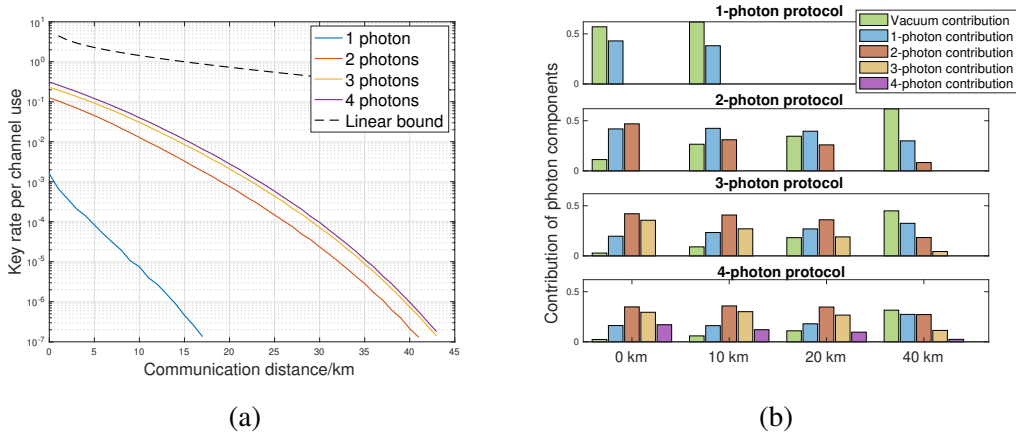 10^2
10^1
10^0
10^-1
10^-2
10^-3
10^-4
10^-5
10^-6
10^-7
Key rate per channel use
0 5 10 15 20 25 30 35 40 45
Communication distance/km
1 photon
2 photons
3 photons
4 photons
Linear bound
(a)
Contribution of photon components
1-photon protocol
0.5
0
Vacuum contribution
1-photon contribution
2-photon contribution
3-photon contribution
4-photon contribution
2-photon protocol
0.5
0
3-photon protocol
0.5
0
4-photon protocol
0.5
0
0 km 10 km 20 km 40 km
(b)